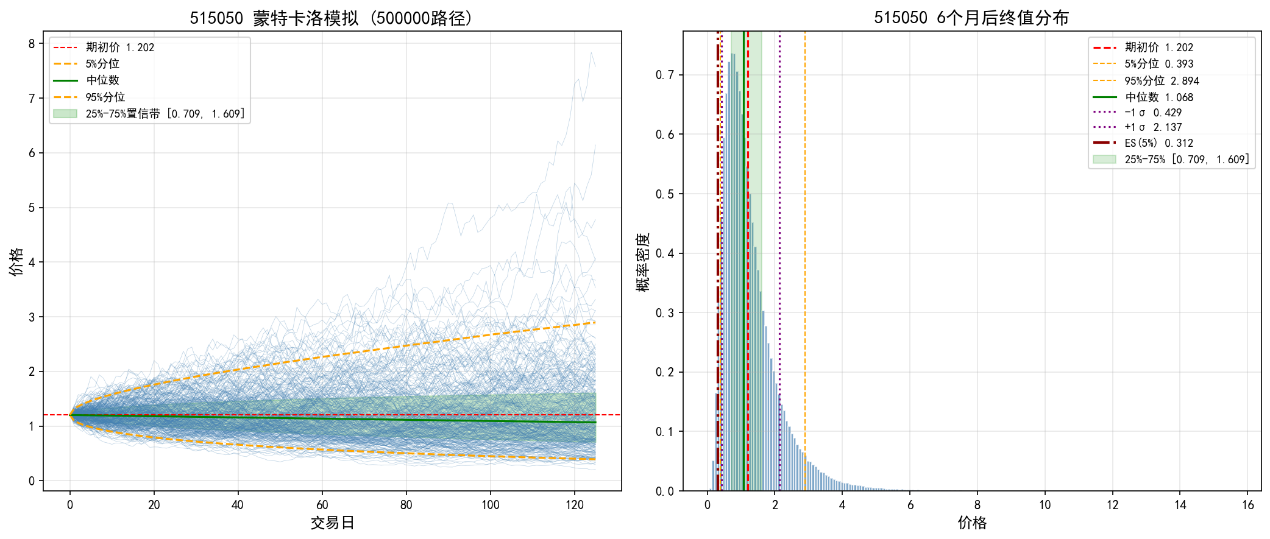 515050 蒙特卡洛模拟 (500000路径)
期初价 1.202
5%分位
中位数
95%分位
25%-75%置信带 [0.709, 1.609]
8
7
6
5
4
3
2
1
0
价格
0
20
40
60
80
100
120
交易日
515050 6个月后终值分布
期初价 1.202
5%分位 0.393
95%分位 2.894
中位数 1.068
-1σ 0.429
+1σ 2.137
ES(5%) 0.312
25%-75% [0.709, 1.609]
0.7
0.6
0.5
0.4
0.3
0.2
0.1
0.0
概率密度
0
2
4
6
8
10
12
14
16
价格